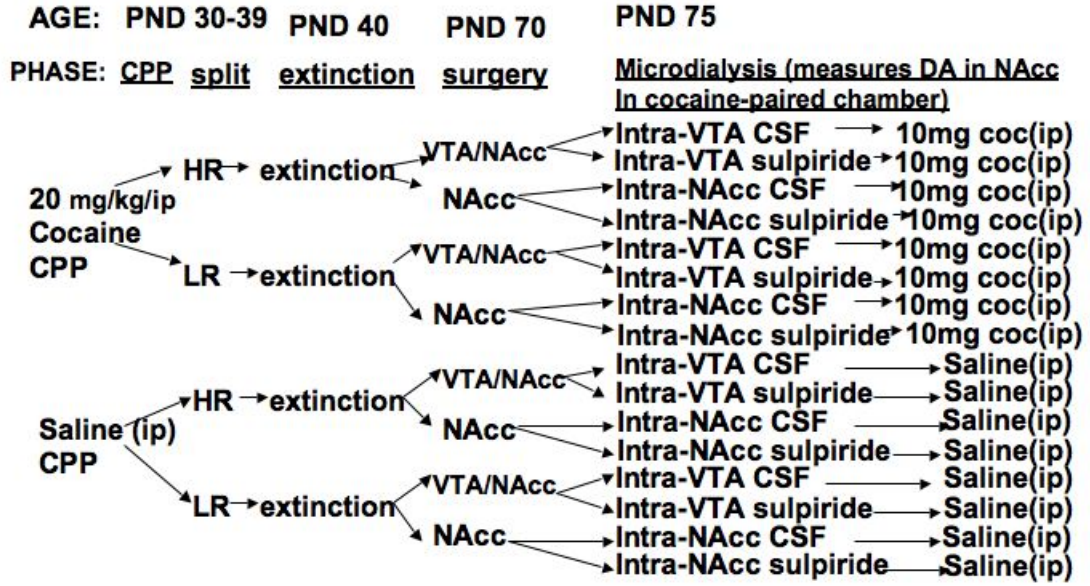 AGE: PND 30-39 PND 40 PND 70 PND 75
PHASE: CPP split extinction surgery Microdialysis (measures DA in NAcc
In cocaine-paired chamber)
20 mg/kg/ip
Cocaine
CPP
HR extinction
VTA/NAcc
Intra-VTA CSF 10mg coc(ip)
Intra-VTA sulpiride 10mg coc(ip)
NAcc
Intra-NAcc CSF 10mg coc(ip)
Intra-NAcc sulpiride 10mg coc(ip)
LR extinction
VTA/NAcc
Intra-VTA CSF 10mg coc(ip)
Intra-VTA sulpiride 10mg coc(ip)
NAcc
Intra-NAcc CSF 10mg coc(ip)
Intra-NAcc sulpiride 10mg coc(ip)
Saline (ip)
CPP
HR extinction
VTA/NAcc
Intra-VTA CSF Saline(ip)
Intra-VTA sulpiride Saline(ip)
NAcc
Intra-NAcc CSF Saline(ip)
Intra-NAcc sulpiride Saline(ip)
LR extinction
VTA/NAcc
Intra-VTA CSF Saline(ip)
Intra-VTA sulpiride Saline(ip)
NAcc
Intra-NAcc CSF Saline(ip)
Intra-NAcc sulpiride Saline(ip)